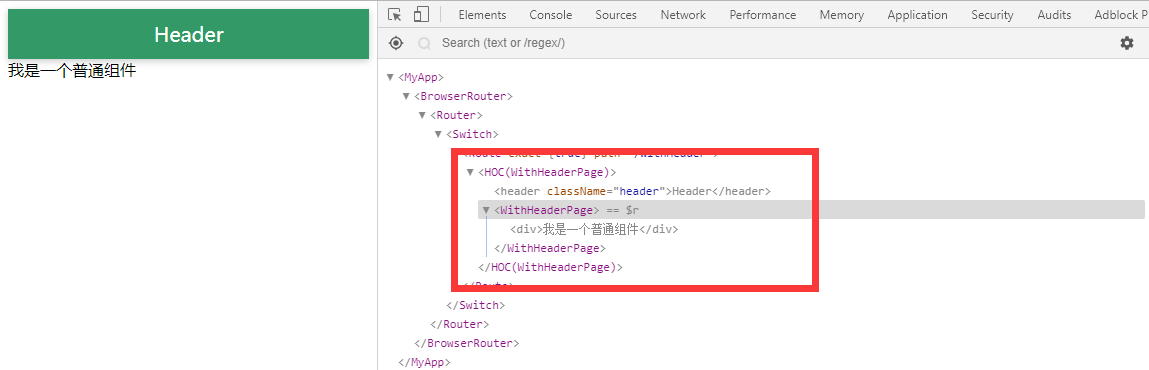 Header
我是一个普通组件
Elements Console Sources Network Performance Memory Application Security Audits Adblock P
Search (text or /regex/)
▼ <MyApp>
▼ <BrowserRouter>
▼ <Router>
▼ <Switch>
▼ <HOC(WithHeaderPage)>
<header className="header">Header</header>
▼ <WithHeaderPage> == $r
<div>我是一个普通组件</div>
</WithHeaderPage>
</HOC(WithHeaderPage)>
</Switch>
</Router>
</BrowserRouter>
</MyApp>